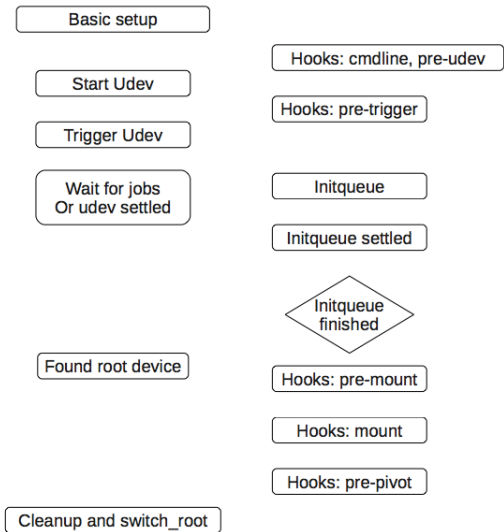 Basic setup
Hooks: cmdline, pre-udev
Start Udev
Hooks: pre-trigger
Trigger Udev
Wait for jobs
Or udev settled
Initqueue
Initqueue settled
Initqueue
finished
Found root device
Hooks: pre-mount
Hooks: mount
Hooks: pre-pivot
Cleanup and switch_root